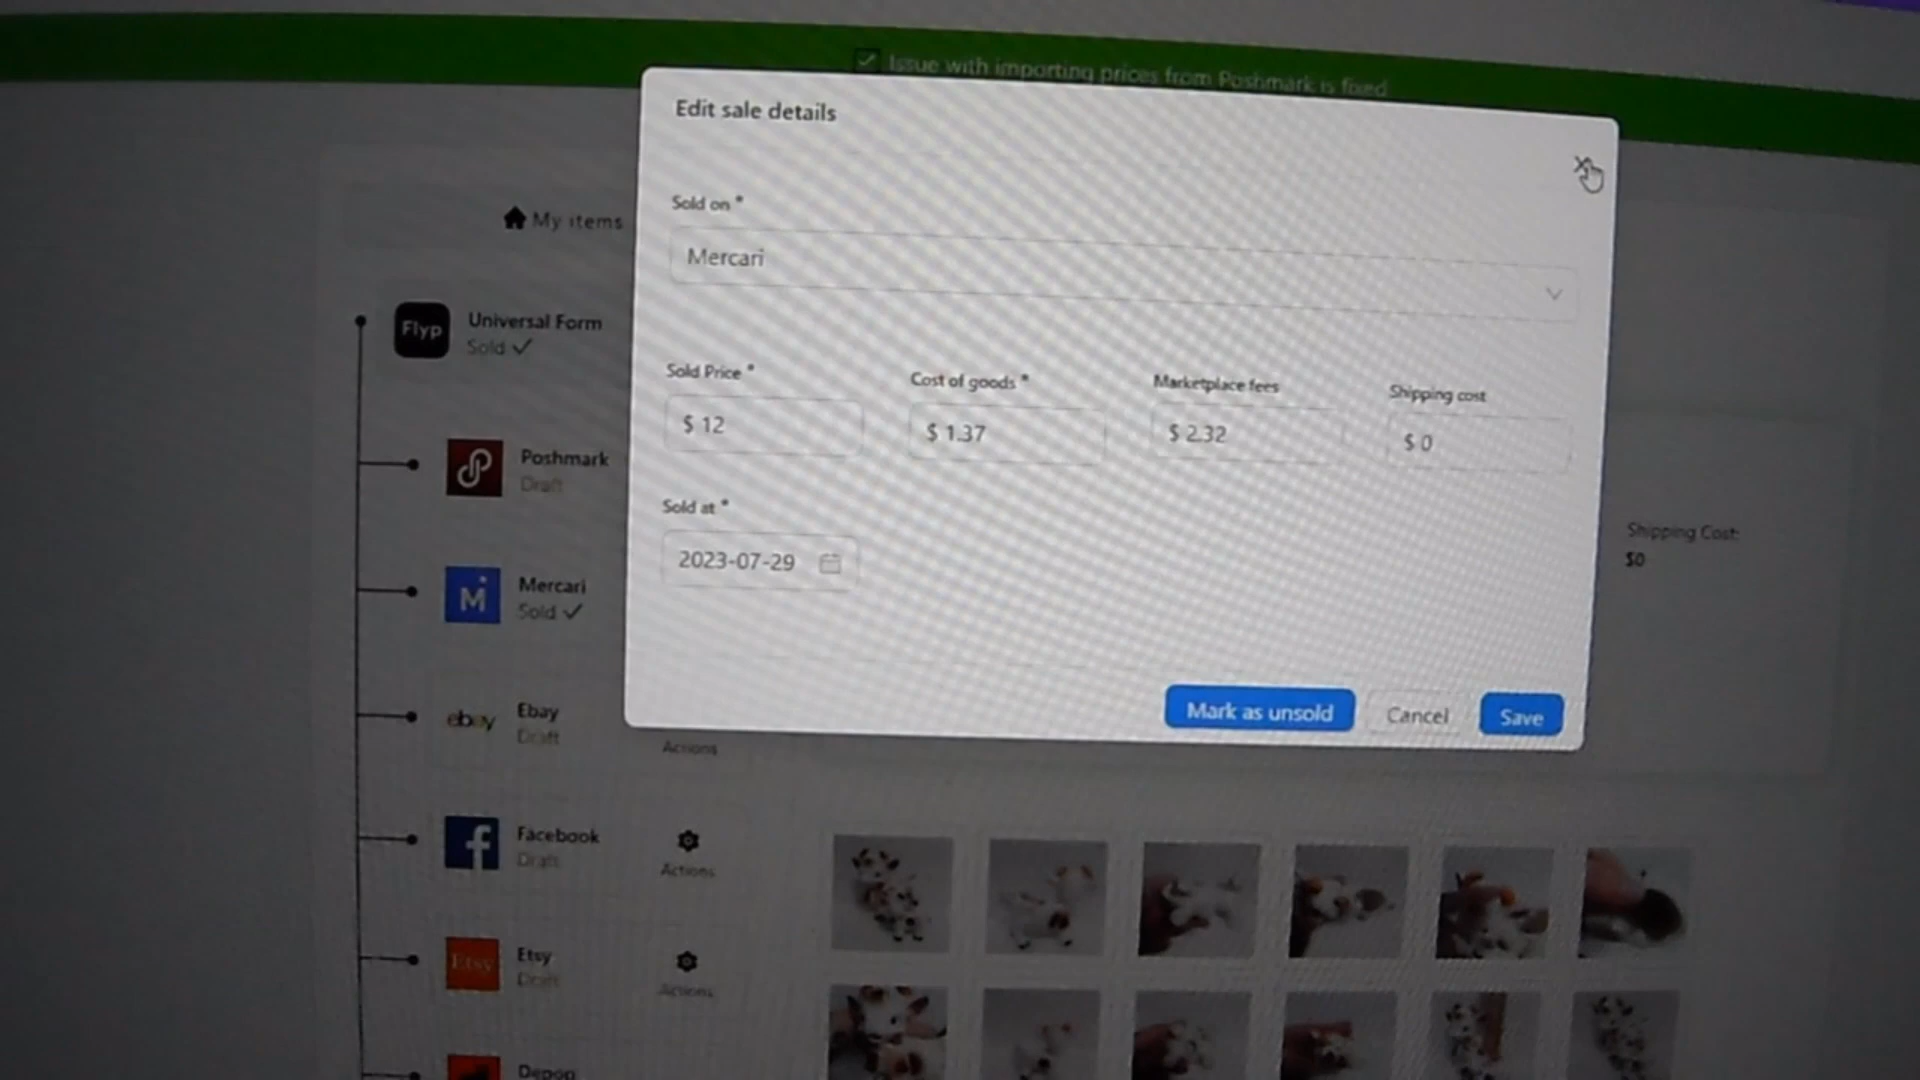 Issue with importing prices from Poshmark is fixed
Edit sale details
Sold on *
Mercari
Sold Price *
Cost of goods *
Marketplace fees
Shipping cost
$ 12
$ 1.37
$ 2.32
$ 0
Sold at *
2023-07-29
Mark as unsold
Cancel
Save
My items
Flyp
Universal Form
Sold
Poshmark
Draft
M
Mercari
Sold
ebay
Ebay
Draft
Actions
f
Facebook
Draft
Actions
Etsy
Etsy
Draft
Actions
Depop
Shipping Cost:
$0